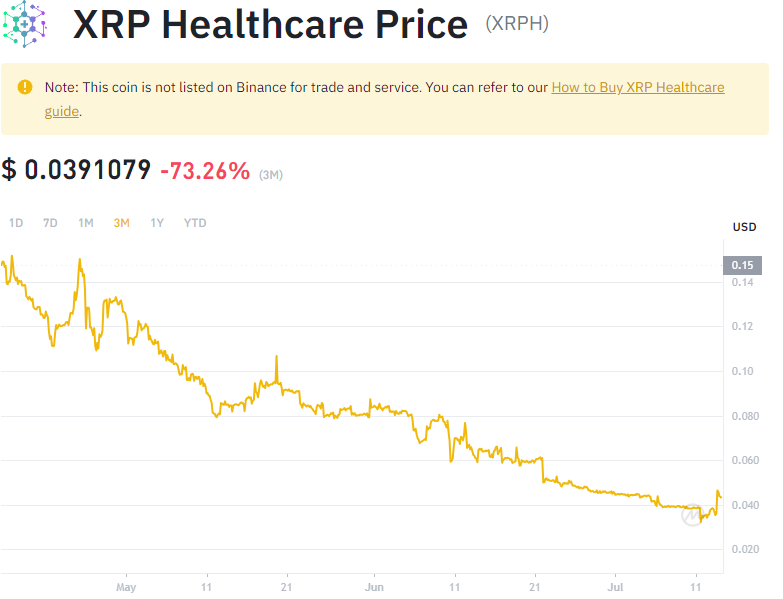 XRP Healthcare Price (XRPH)
Note: This coin is not listed on Binance for trade and service. You can refer to our How to Buy XRP Healthcare
guide.
$ 0.0391079 -73.26% (3M)
1D 7D 1M 3M 1Y YTD
USD
0.15
0.14
0.12
0.10
0.080
0.060
0.040
0.020
May 11 21 Jun 11 21 Jul 11